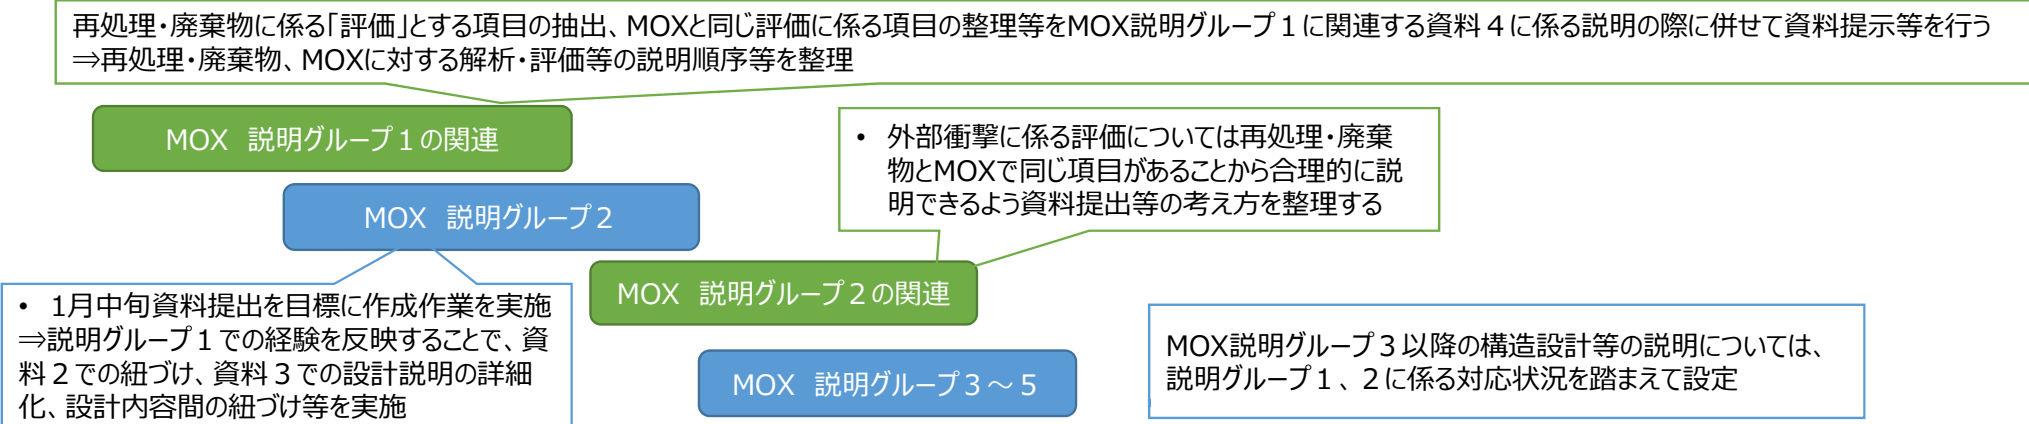 再処理・廃棄物に係る「評価」とする項目の抽出、MOXと同じ評価に係る項目の整理等をMOX説明グループ１に関連する資料４に係る説明の際に併せて資料提示等を行う
⇒再処理・廃棄物、MOXに対する解析・評価等の説明順序等を整理
MOX　説明グループ１の関連
• 外部衝撃に係る評価については再処理・廃棄
物とMOXで同じ項目があることから合理的に説
明できるよう資料提出等の考え方を整理する
MOX　説明グループ２
MOX　説明グループ２の関連
• 1月中旬資料提出を目標に作成作業を実施
⇒説明グループ１での経験を反映することで、資
料２での紐づけ、資料３での設計説明の詳細
化、設計内容間の紐づけ等を実施
MOX　説明グループ３～５
MOX説明グループ３以降の構造設計等の説明については、
説明グループ１、２に係る対応状況を踏まえて設定